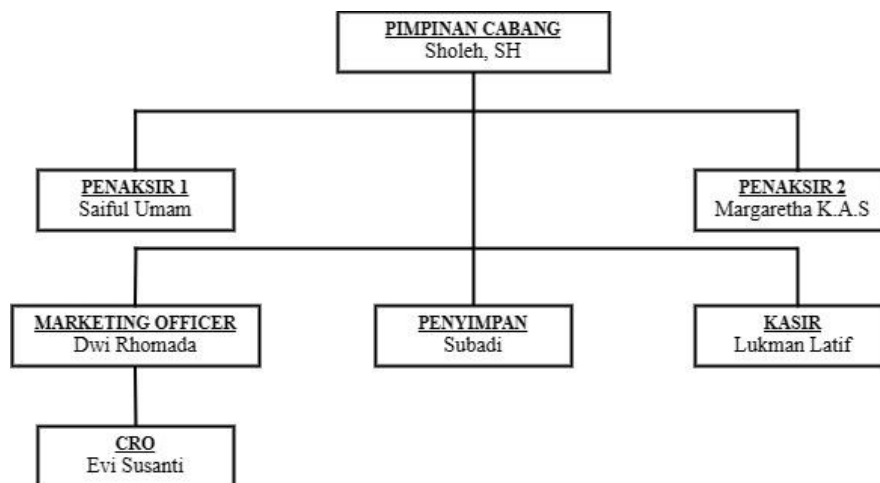 PIMPINAN CABANG
Sholeh, SH
PENAKSIR 1
Saiful Umam
PENAKSIR 2
Margaretha K.A.S
MARKETING OFFICER
Dwi Rhomada
PENYIMPAN
Subadi
KASIR
Lukman Latif
CRO
Evi Susanti